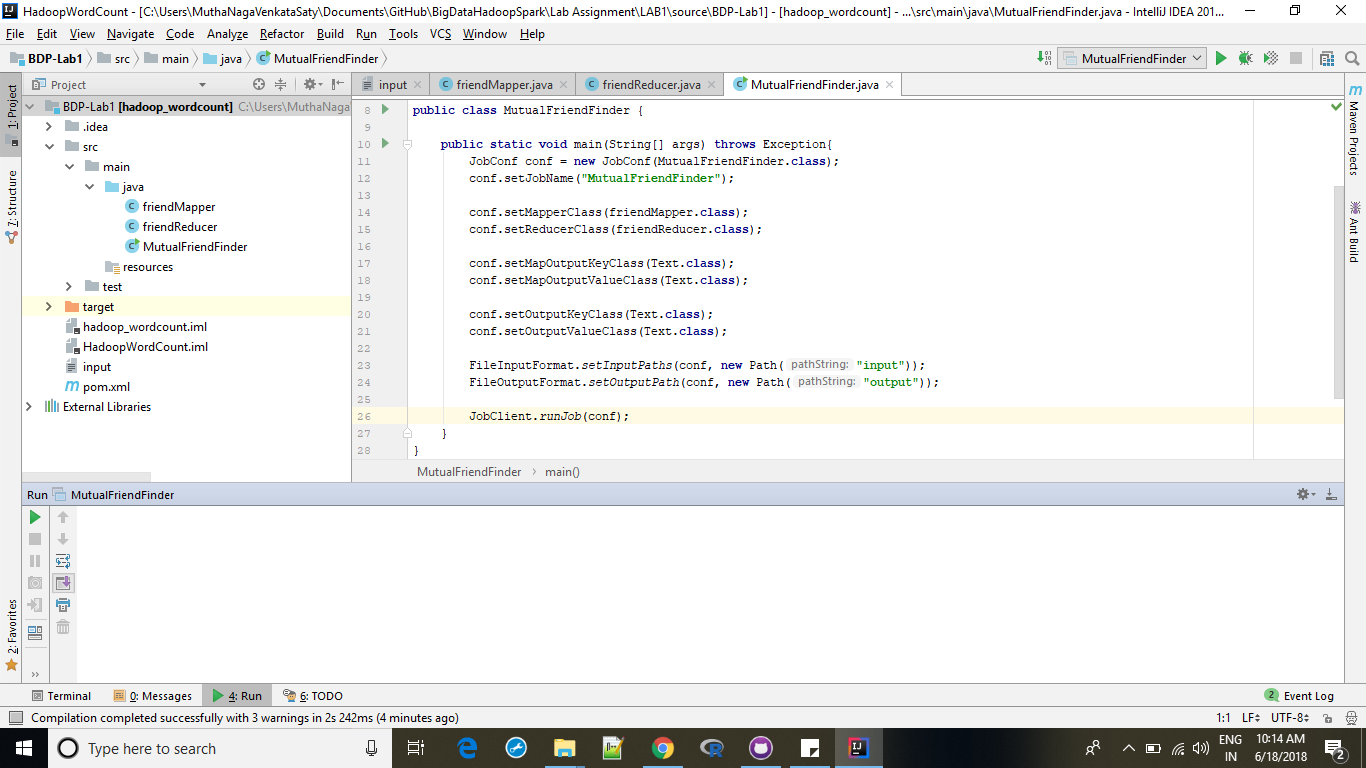 HadoopWordCount - [C:\Users\MuthaNagaVenkataSaty\Documents\GitHub\BigDataHadoopSpark\Lab Assignment\LAB1\source\BDP-Lab1] - [hadoop_wordcount] - ...\src\main\java\MutualFriendFinder.java - IntelliJ IDEA 201...
File Edit View Navigate Code Analyze Refactor Build Run Tools VCS Window Help
BDP-Lab1 src main java MutualFriendFinder
MutualFriendFinder
Project
input friendMapper.java friendReducer.java MutualFriendFinder.java
1: Project
7: Structure
2: Favorites
BDP-Lab1 [hadoop_wordcount] C:\Users\MuthaNaga
.idea
src
main
java
friendMapper
friendReducer
MutualFriendFinder
resources
test
target
hadoop_wordcount.iml
HadoopWordCount.iml
input
pom.xml
External Libraries
8 public class MutualFriendFinder {
9
10 public static void main(String[] args) throws Exception{
11 JobConf conf = new JobConf(MutualFriendFinder.class);
12 conf.setJobName("MutualFriendFinder");
13
14 conf.setMapperClass(friendMapper.class);
15 conf.setReducerClass(friendReducer.class);
16
17 conf.setMapOutputKeyClass(Text.class);
18 conf.setMapOutputValueClass(Text.class);
19
20 conf.setOutputKeyClass(Text.class);
21 conf.setOutputValueClass(Text.class);
22
23 FileInputFormat.setInputPaths(conf, new Path( pathString: "input"));
24 FileOutputFormat.setOutputPath(conf, new Path( pathString: "output"));
25
26 JobClient.runJob(conf);
27 }
28 }
MutualFriendFinder main()
Maven Projects
Ant Build
Run MutualFriendFinder
Terminal 0: Messages 4: Run 6: TODO 2 Event Log
Compilation completed successfully with 3 warnings in 2s 242ms (4 minutes ago) 1:1 LF UTF-8
Type here to search
ENG
IN
10:14 AM
6/18/2018
2